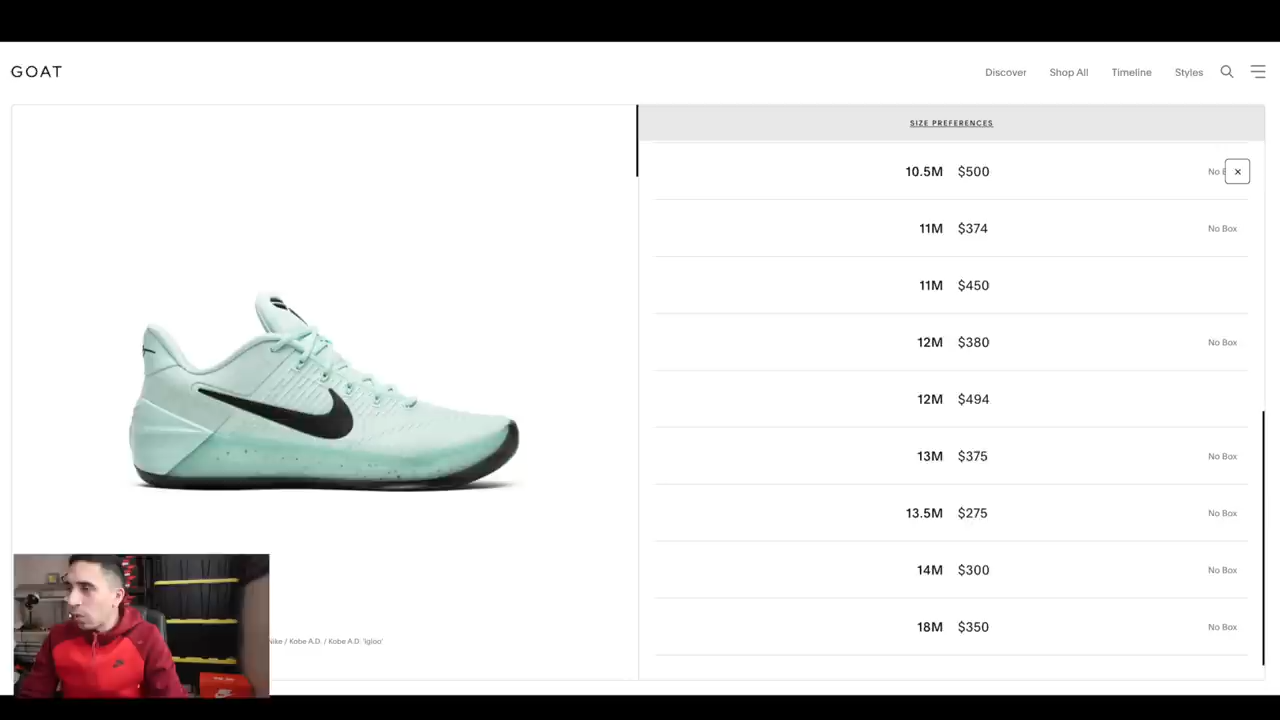 GOAT
Discover Shop All Timeline Styles
SIZE PREFERENCES
10.5M $500 No
11M $374 No Box
11M $450
12M $380 No Box
12M $494
13M $375 No Box
13.5M $275 No Box
14M $300 No Box
18M $350 No Box
Nike / Kobe A.D. / Kobe A.D. 'Igloo'